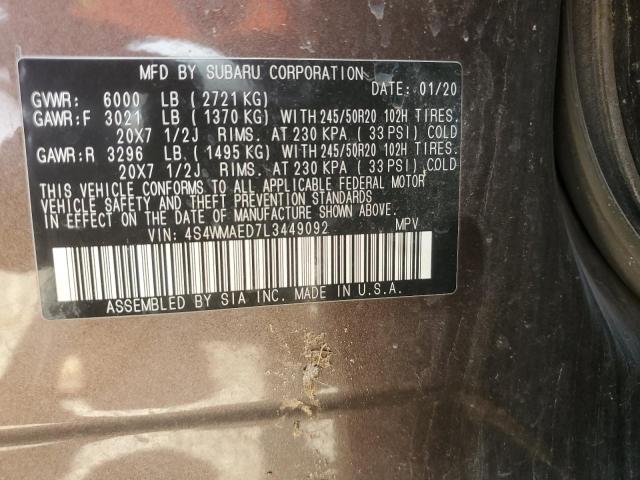 MFD BY SUBARU CORPORATION
DATE: 01/20
GVWR: 6000 LB ( 2721 KG)
GAWR:F 3021 LB ( 1370 KG) WITH 245/50R20 102H TIRES.
20X7 1/2J RIMS. AT 230 KPA ( 33 PSI) COLD
GAWR:R 3296 LB. ( 1495 KG) WITH 245/50R20 102H TIRES.
20X7 1/2J RIMS. AT 230 KPA ( 33 PSI) COLD
THIS VEHICLE CONFORMS TO ALL APPLICABLE FEDERAL MOTOR
VEHICLE SAFETY AND THEFT PREVENTION STANDARDS
IN EFFECT ON THE DATE OF MANUFACTURE SHOWN ABOVE.
VIN: 4S4WMAED7L3449092 MPV
ASSEMBLED BY SIA INC. MADE IN U.S.A.